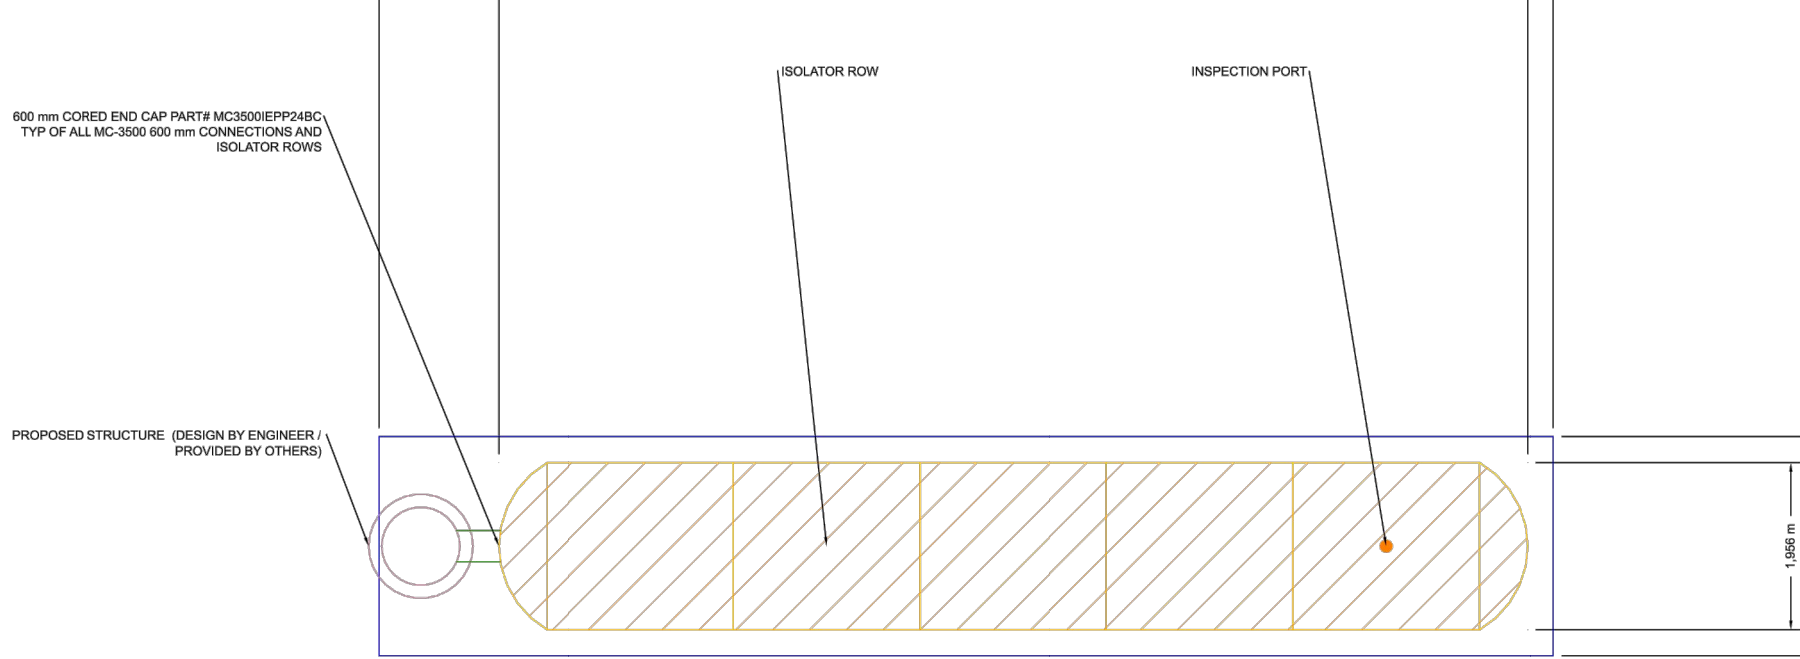 ISOLATOR ROW
INSPECTION PORT
600 mm CORED END CAP PART# MC3500IEPP24BC
TYP OF ALL MC-3500 600 mm CONNECTIONS AND
ISOLATOR ROWS
PROPOSED STRUCTURE (DESIGN BY ENGINEER /
PROVIDED BY OTHERS)
1,956 m